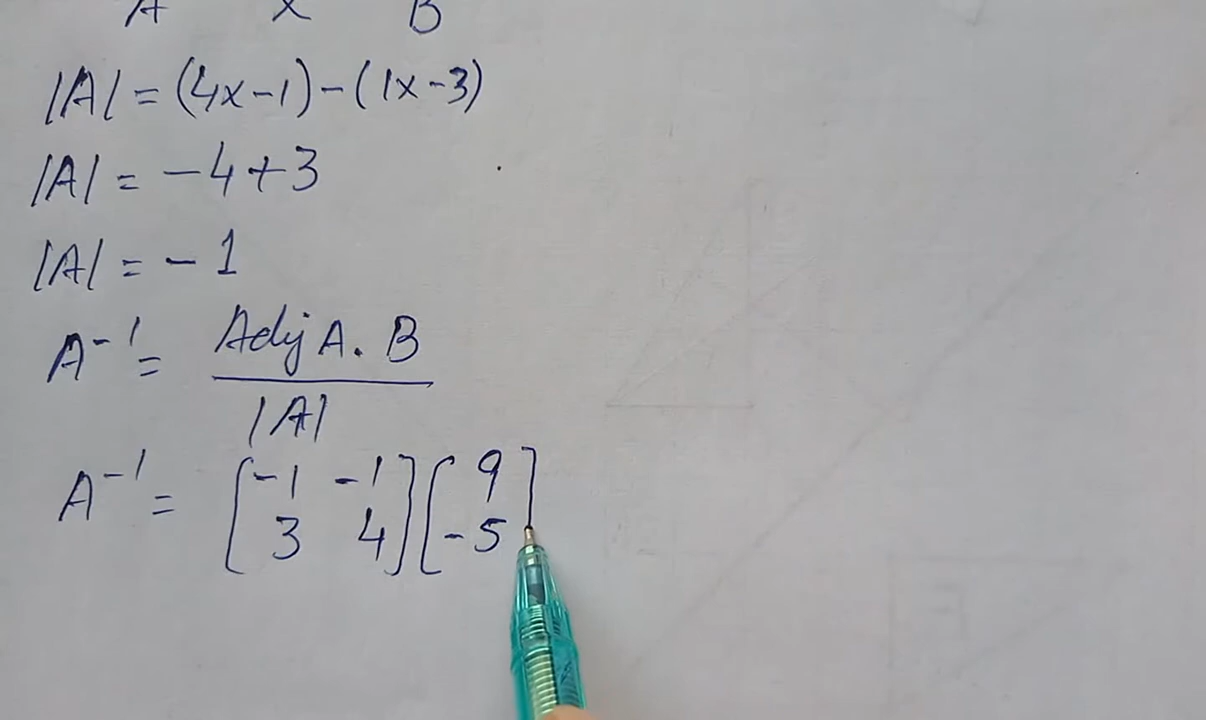 A X B
|A| = (4x-1)-(1x-3)
|A| = -4+3
|A| = -1
A⁻¹ = Adj A. B / |A|
A⁻¹ = [-1 -1] [9]
[3 4] [-5]